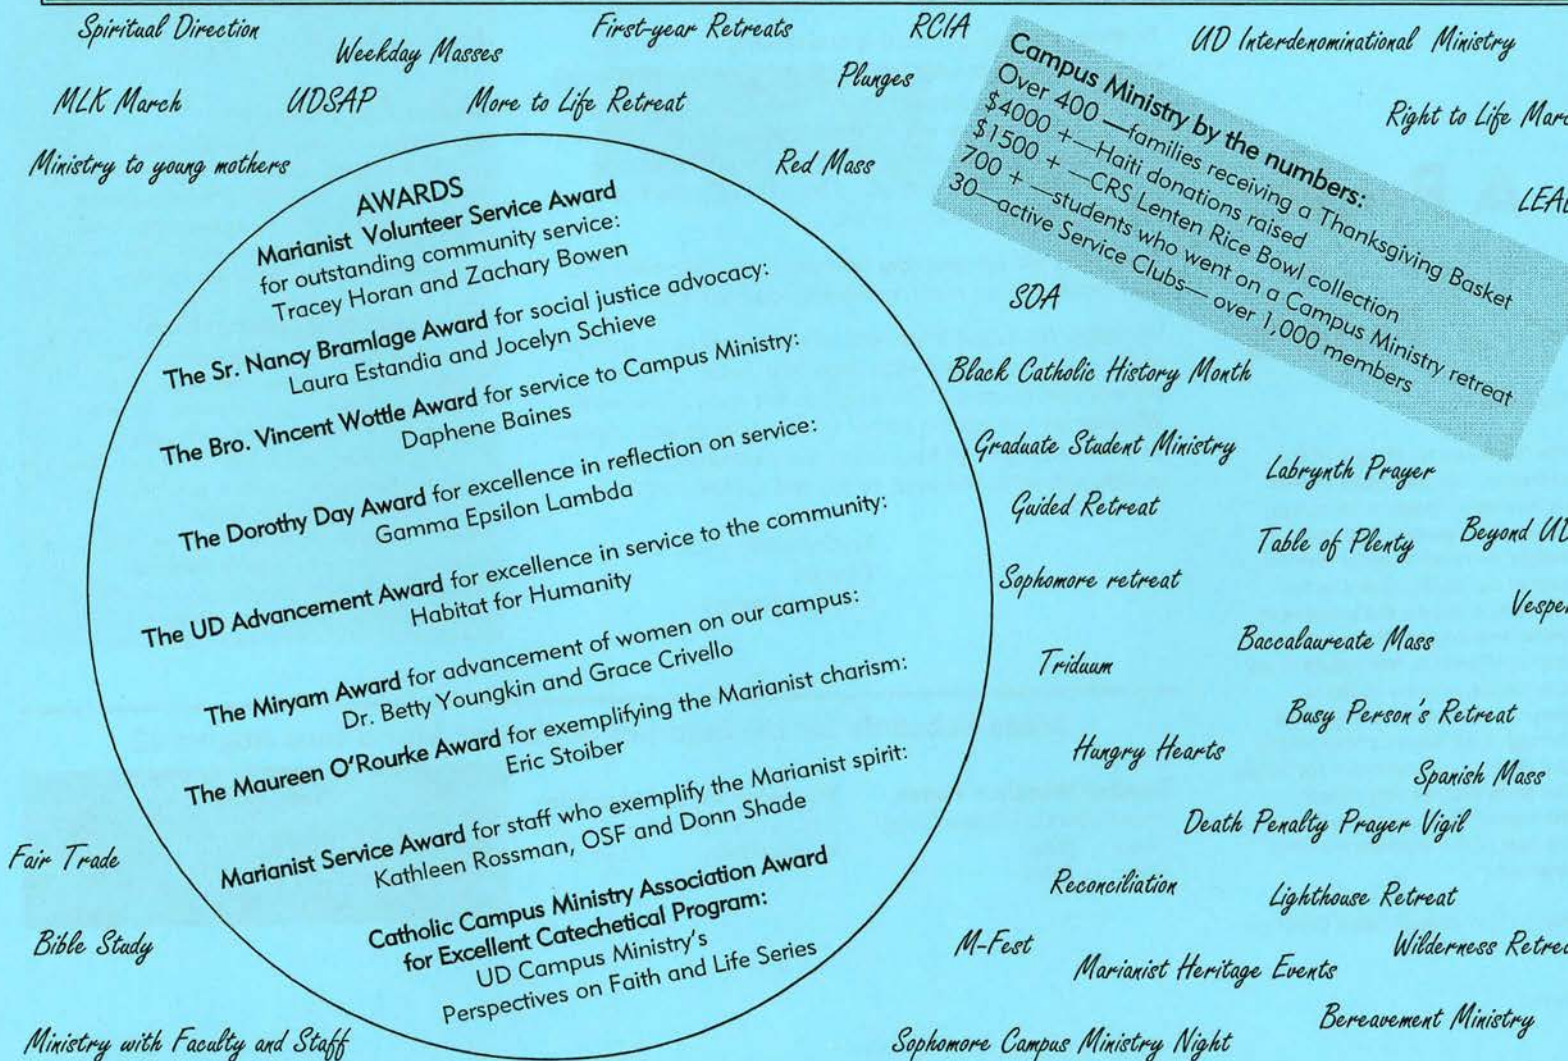 Spiritual Direction
Weekday Masses
First-year Retreats
RCIA
UD Interdenominational Ministry
MLK March
UDSAP
More to Life Retreat
Plunges
Right to Life Marc
Ministry to young mothers
Red Mass
Campus Ministry by the numbers:
Over 400 —families receiving a Thanksgiving Basket
$4000 +—Haiti donations raised
$1500 + —CRS Lenten Rice Bowl collection
700 + —students who went on a Campus Ministry retreat
30—active Service Clubs— over 1,000 members
AWARDS
Marianist Volunteer Service Award
for outstanding community service:
Tracey Horan and Zachary Bowen
The Sr. Nancy Bramlage Award for social justice advocacy:
Laura Estandia and Jocelyn Schieve
The Bro. Vincent Wottle Award for service to Campus Ministry:
Daphene Baines
The Dorothy Day Award for excellence in reflection on service:
Gamma Epsilon Lambda
The UD Advancement Award for excellence in service to the community:
Habitat for Humanity
The Miryam Award for advancement of women on our campus:
Dr. Betty Youngkin and Grace Crivello
The Maureen O'Rourke Award for exemplifying the Marianist charism:
Eric Stoiber
Marianist Service Award for staff who exemplify the Marianist spirit:
Kathleen Rossman, OSF and Donn Shade
Catholic Campus Ministry Association Award
for Excellent Catechetical Program:
UD Campus Ministry's
Perspectives on Faith and Life Series
SOA
Black Catholic History Month
Graduate Student Ministry
Labrynth Prayer
Guided Retreat
Table of Plenty
Beyond UD
Sophomore retreat
Vesper
Baccalaureate Mass
Triduum
Busy Person's Retreat
Hungry Hearts
Spanish Mass
Death Penalty Prayer Vigil
Fair Trade
Reconciliation
Lighthouse Retreat
Bible Study
M-Fest
Wilderness Retrea
Marianist Heritage Events
Bereavement Ministry
Ministry with Faculty and Staff
Sophomore Campus Ministry Night